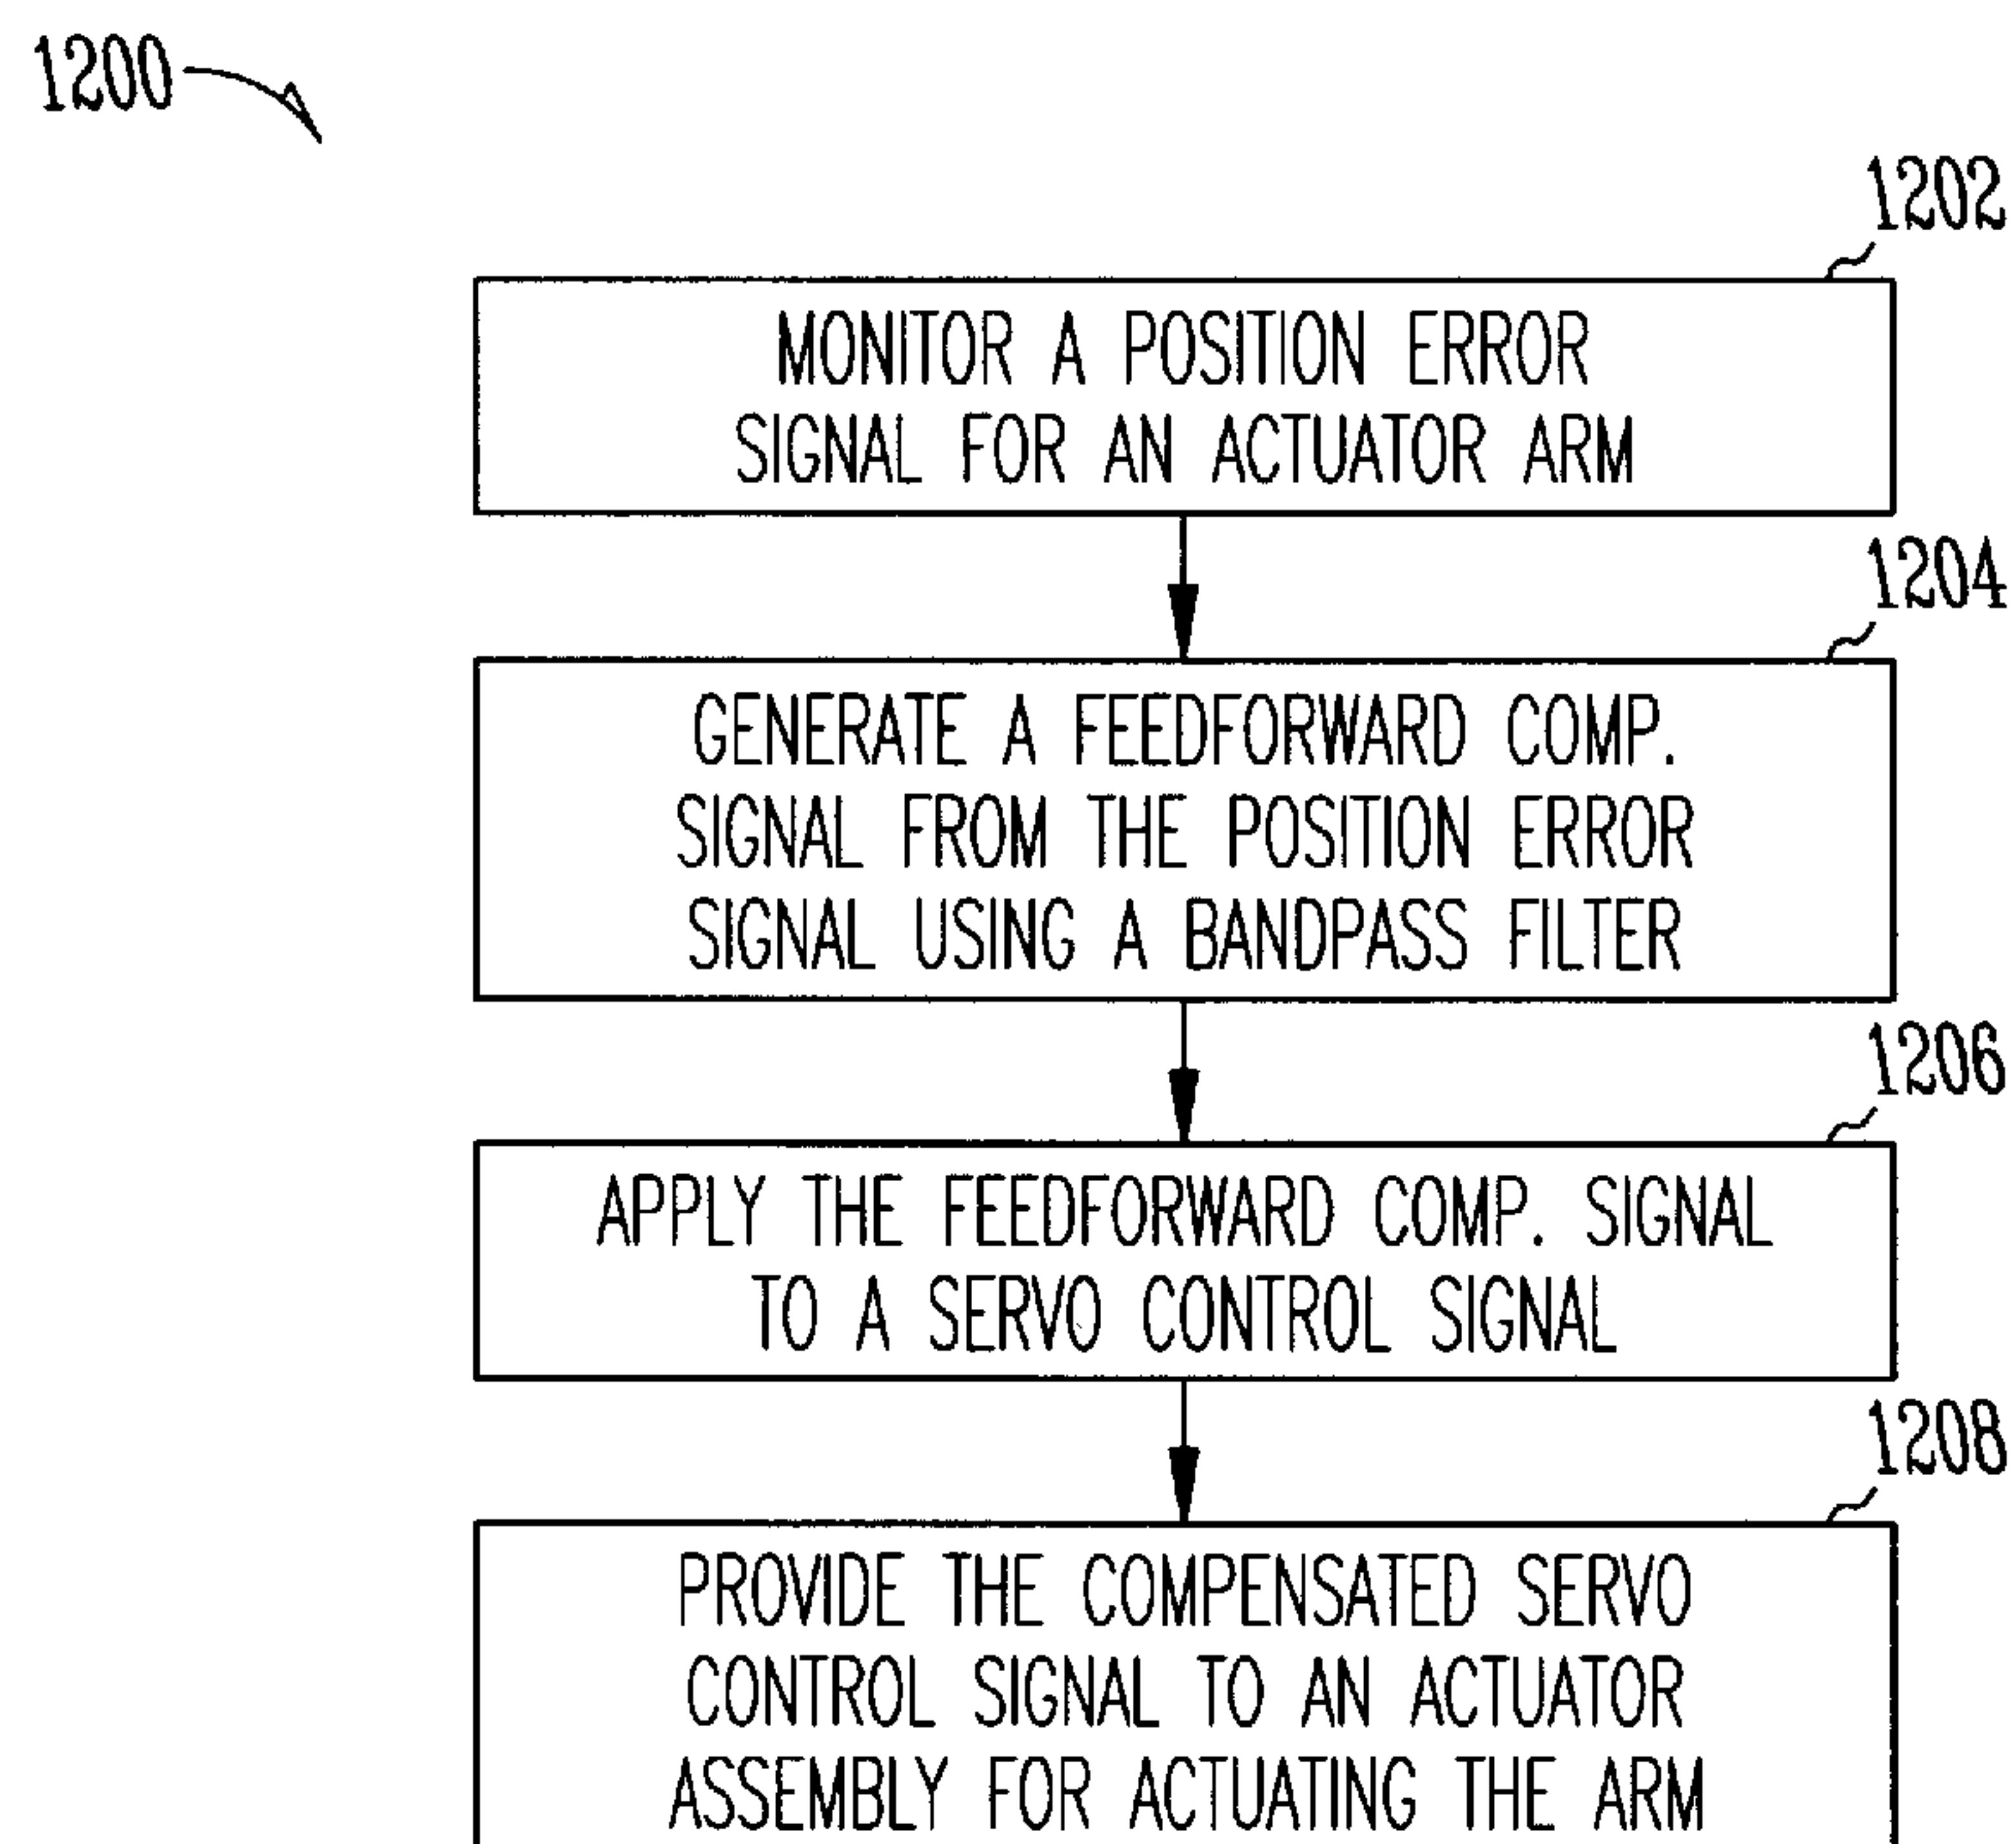 1200
1202
MONITOR A POSITION ERROR
SIGNAL FOR AN ACTUATOR ARM
1204
GENERATE A FEEDFORWARD COMP.
SIGNAL FROM THE POSITION ERROR
SIGNAL USING A BANDPASS FILTER
1206
APPLY THE FEEDFORWARD COMP. SIGNAL
TO A SERVO CONTROL SIGNAL
1208
PROVIDE THE COMPENSATED SERVO
CONTROL SIGNAL TO AN ACTUATOR
ASSEMBLY FOR ACTUATING THE ARM